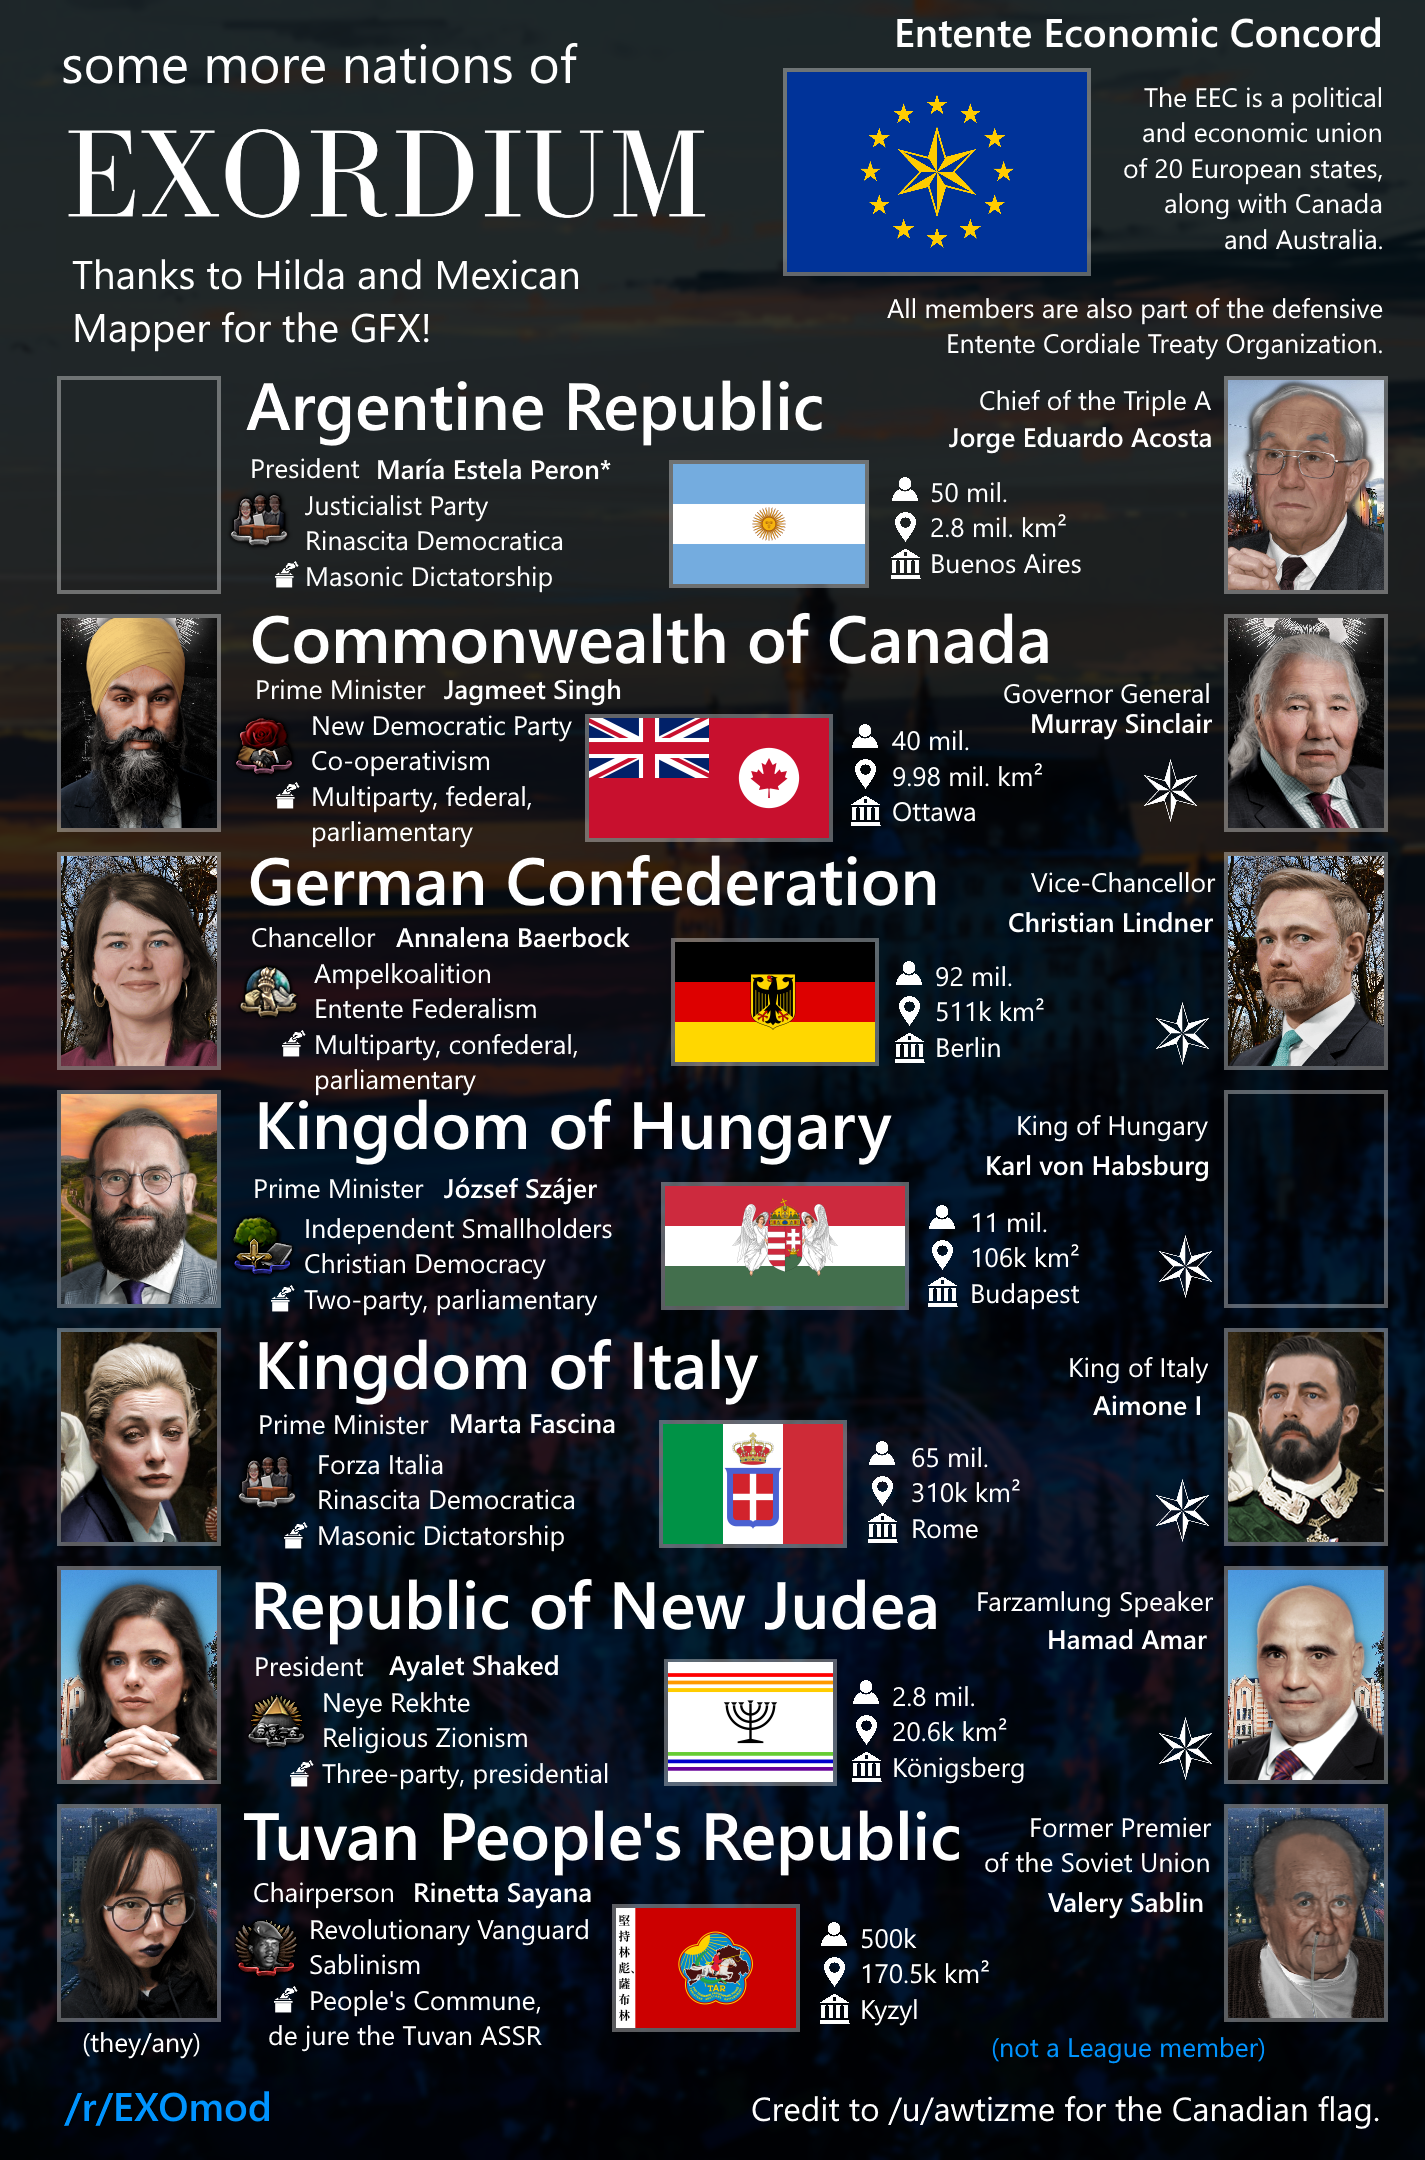 some more nations of
EXORDIUM
Thanks to Hilda and Mexican
Mapper for the GFX!
Entente Economic Concord
The EEC is a political
and economic union
of 20 European states,
along with Canada
and Australia.
All members are also part of the defensive
Entente Cordiale Treaty Organization.
Argentine Republic
President María Estela Peron*
Justicialist Party
Rinascita Democratica
Masonic Dictatorship
50 mil.
2.8 mil. km²
Buenos Aires
Chief of the Triple A
Jorge Eduardo Acosta
Commonwealth of Canada
Prime Minister Jagmeet Singh
New Democratic Party
Co-operativism
Multiparty, federal,
parliamentary
40 mil.
9.98 mil. km²
Ottawa
Governor General
Murray Sinclair
German Confederation
Chancellor Annalena Baerbock
Ampelkoalition
Entente Federalism
Multiparty, confederal,
parliamentary
92 mil.
511k km²
Berlin
Vice-Chancellor
Christian Lindner
Kingdom of Hungary
Prime Minister József Szájer
Independent Smallholders
Christian Democracy
Two-party, parliamentary
11 mil.
106k km²
Budapest
King of Hungary
Karl von Habsburg
Kingdom of Italy
Prime Minister Marta Fascina
Forza Italia
Rinascita Democratica
Masonic Dictatorship
65 mil.
310k km²
Rome
King of Italy
Aimone I
Republic of New Judea
President Ayalet Shaked
Neye Rekhte
Religious Zionism
Three-party, presidential
2.8 mil.
20.6k km²
Königsberg
Farzamlung Speaker
Hamad Amar
Tuvan People's Republic
Chairperson Rinetta Sayana
Revolutionary Vanguard
Sablinism
People's Commune,
de jure the Tuvan ASSR
(they/any)
堅持林彪、薩布林
TAR
500k
170.5k km²
Kyzyl
Former Premier
of the Soviet Union
Valery Sablin
(not a League member)
/r/EXOmod
Credit to /u/awtizme for the Canadian flag.